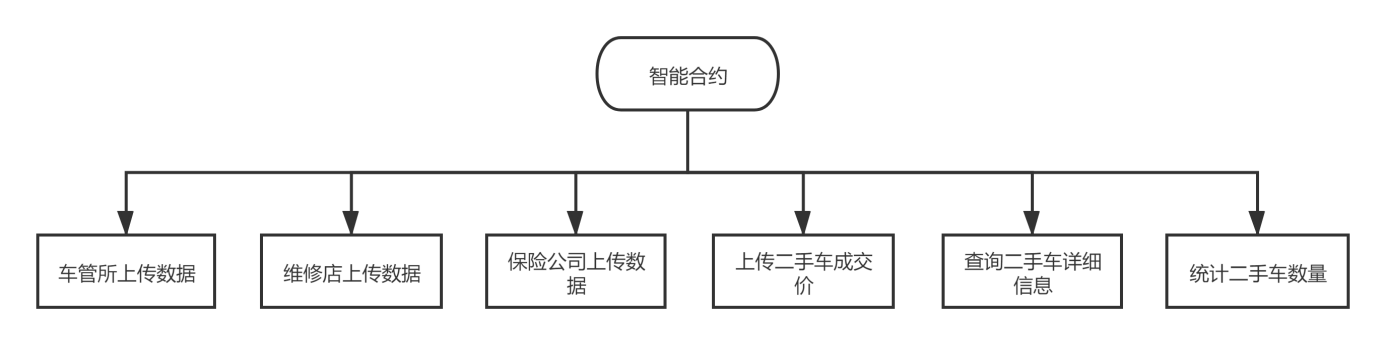 智能合约
车管所上传数据
维修店上传数据
保险公司上传数
据
上传二手车成交
价
查询二手车详细
信息
统计二手车数量